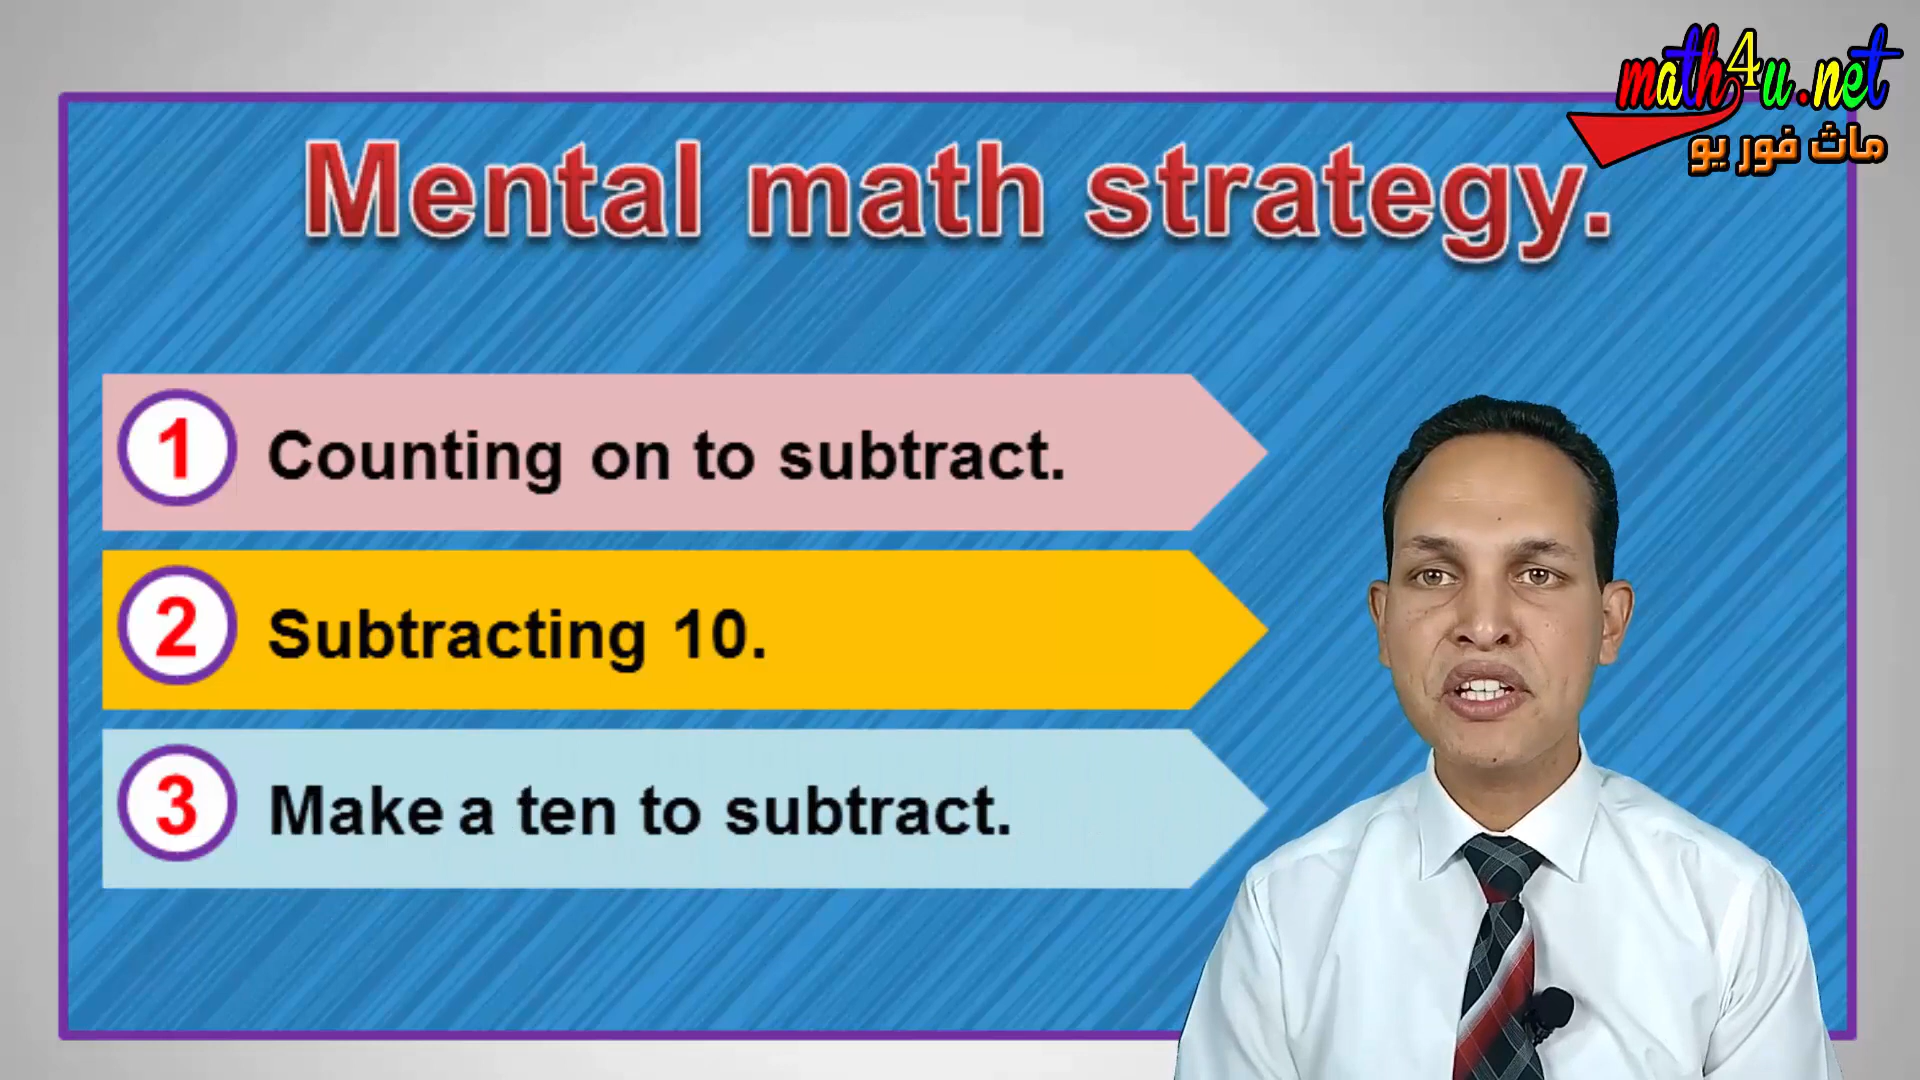 math4u.net
ماث فور يو
Mental math strategy.
1 Counting on to subtract.
2 Subtracting 10.
3 Make a ten to subtract.